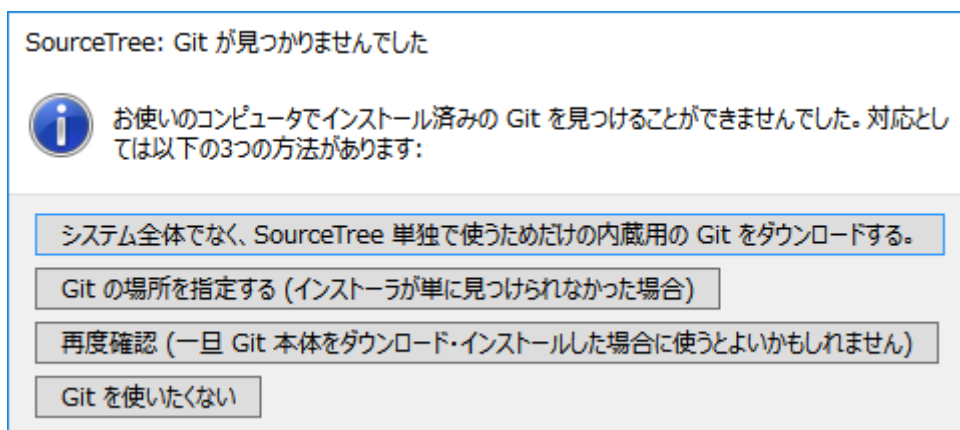 SourceTree: Git が見つかりませんでした
お使いのコンピュータでインストール済みの Git を見つけることができませんでした。対応とし
ては以下の3つの方法があります:
システム全体でなく、SourceTree 単独で使うためだけの内蔵用の Git をダウンロードする。
Git の場所を指定する (インストーラが単に見つけられなかった場合)
再度確認 (一旦 Git 本体をダウンロード・インストールした場合に使うとよいかもしれません)
Git を使いたくない